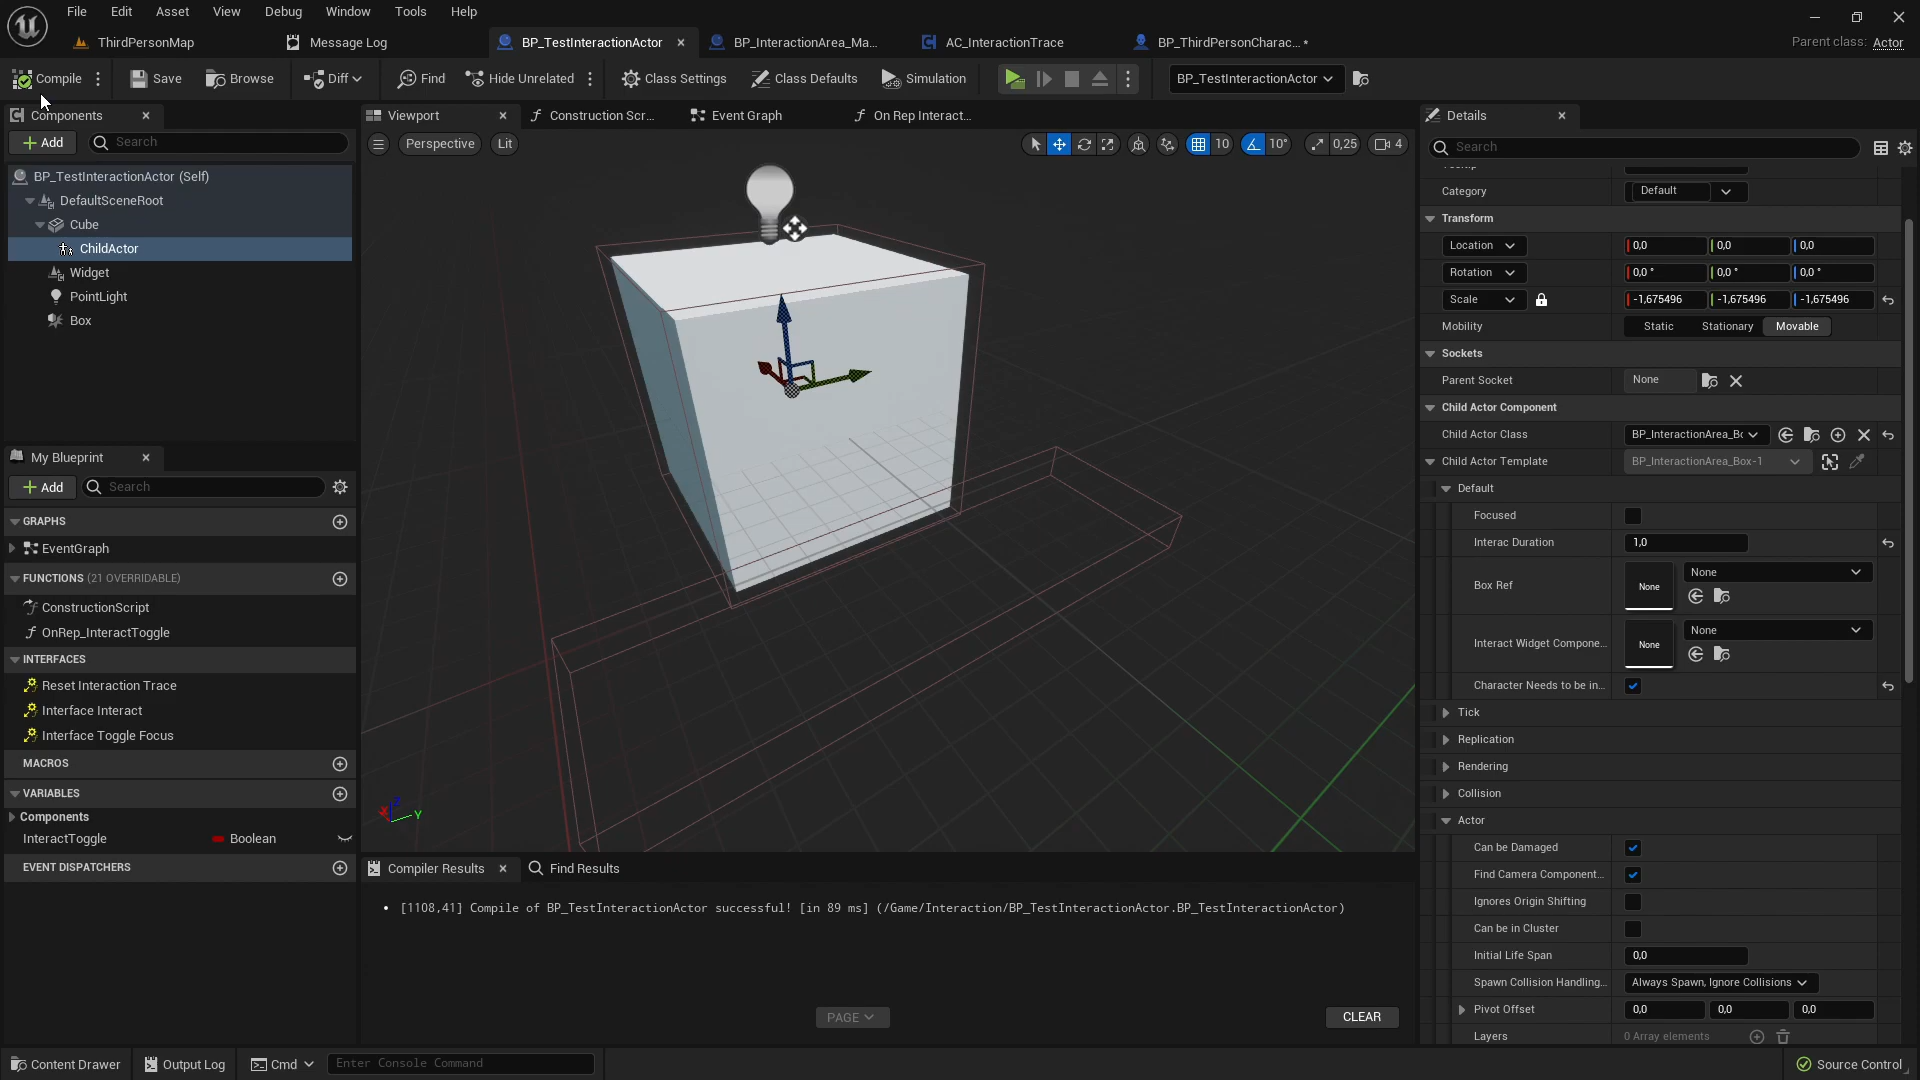 File Edit Asset View Debug Window Tools Help
ThirdPersonMap Message Log BP_TestInteractionActor BP_InteractionArea_Ma... AC_InteractionTrace BP_ThirdPersonCharac...* Parent class: Actor
Compile Save Browse Diff Find Hide Unrelated Class Settings Class Defaults Simulation BP_TestInteractionActor
Components
Add Search
BP_TestInteractionActor (Self)
DefaultSceneRoot
Cube
ChildActor
Widget
PointLight
Box
My Blueprint
Add Search
GRAPHS
EventGraph
FUNCTIONS (21 OVERRIDABLE)
ConstructionScript
OnRep_InteractToggle
INTERFACES
Reset Interaction Trace
Interface Interact
Interface Toggle Focus
MACROS
VARIABLES
Components
InteractToggle Boolean
EVENT DISPATCHERS
Viewport Construction Scr... Event Graph On Rep Interact...
Perspective Lit 10 10° 0,25 4
X Z Y
Compiler Results Find Results
[1108,41] Compile of BP_TestInteractionActor successful! [in 89 ms] (/Game/Interaction/BP_TestInteractionActor.BP_TestInteractionActor)
PAGE CLEAR
Details
Search
Category Default
Transform
Location 0,0 0,0 0,0
Rotation 0,0 ° 0,0 ° 0,0 °
Scale -1,675496 -1,675496 -1,675496
Mobility Static Stationary Movable
Sockets
Parent Socket None
Child Actor Component
Child Actor Class BP_InteractionArea_Bo
Child Actor Template BP_InteractionArea_Box-1
Default
Focused
Interac Duration 1,0
Box Ref None None
Interact Widget Compone... None None
Character Needs to be in...
Tick
Replication
Rendering
Collision
Actor
Can be Damaged
Find Camera Component...
Ignores Origin Shifting
Can be in Cluster
Initial Life Span 0,0
Spawn Collision Handling... Always Spawn, Ignore Collisions
Pivot Offset 0,0 0,0 0,0
Layers 0 Array elements
Content Drawer Output Log Cmd Enter Console Command Source Control